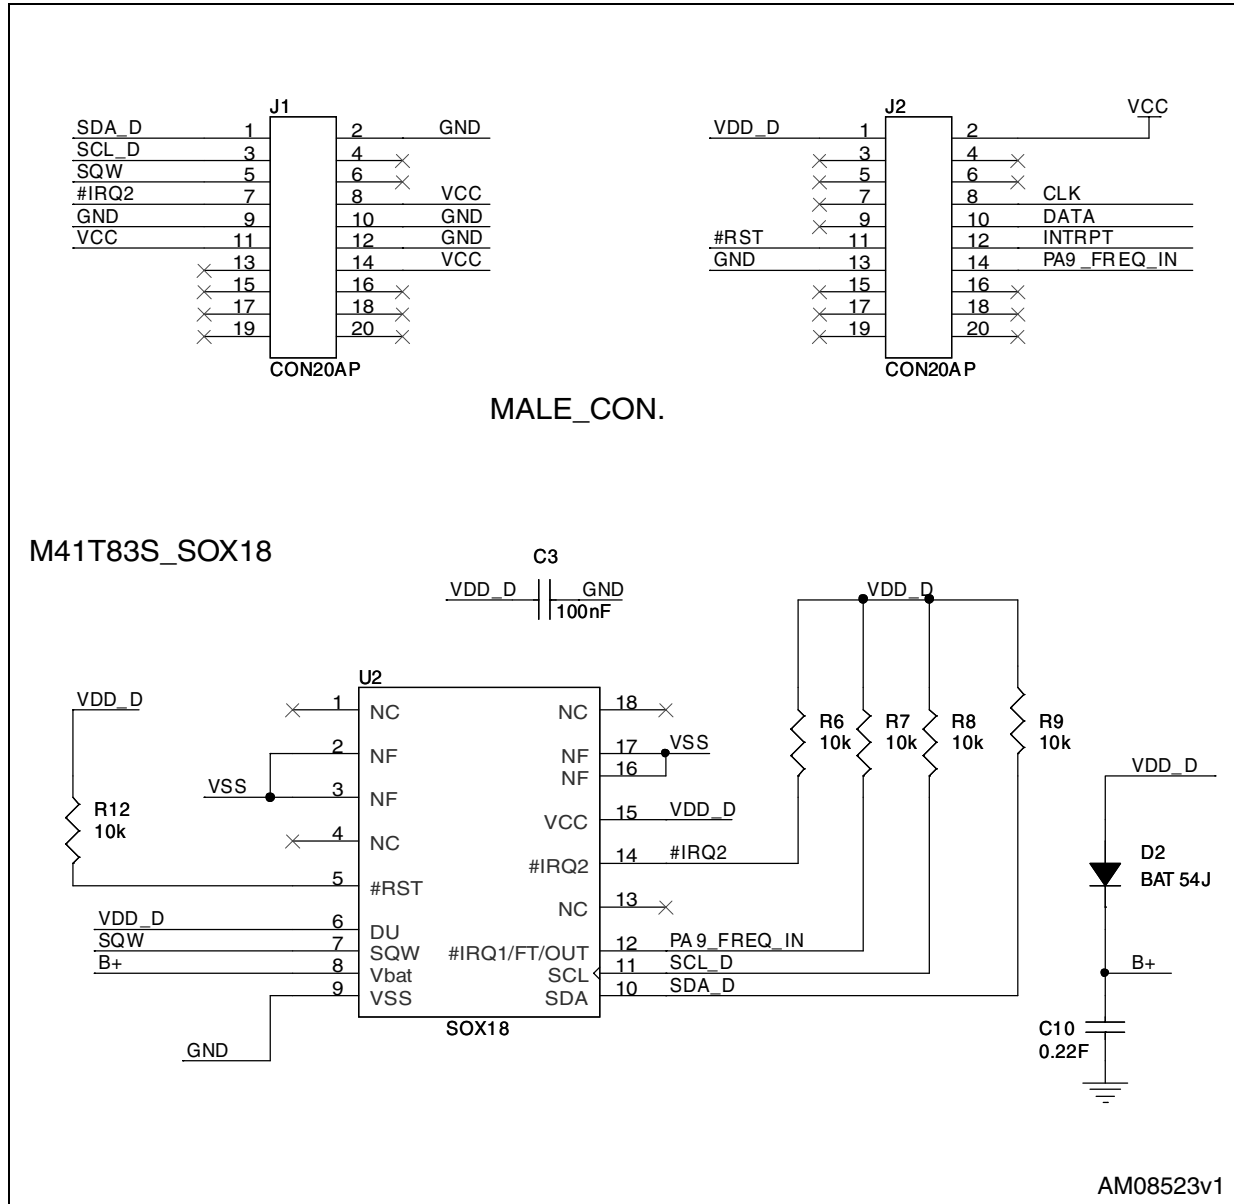 J1
J2
VCC
SDA_D 1 2 GND
SCL_D 3 4
SQW 5 6
#IRQ2 7 8 VCC
GND 9 10 GND
VCC 11 12 GND
13 14 VCC
15 16
17 18
19 20
CON20AP
VDD_D 1 2
3 4
5 6
7 8 CLK
9 10 DATA
#RST 11 12 INTRPT
GND 13 14 PA9_FREQ_IN
15 16
17 18
19 20
CON20AP
MALE_CON.
M41T83S_SOX18
C3
VDD_D GND
100nF
VDD_D
U2
VDD_D
R12
10k
VSS
1 NC
2 NF
3 NF
4 NC
5 #RST
VDD_D 6 DU
SQW 7 SQW
B+ 8 Vbat
9 VSS
GND
NC 18
NF 17 VSS
NF 16
VCC 15 VDD_D
#IRQ2 14 #IRQ2
NC 13
#IRQ1/FT/OUT 12 PA9_FREQ_IN
SCL 11 SCL_D
SDA 10 SDA_D
SOX18
R6
10k
R7
10k
R8
10k
R9
10k
VDD_D
D2
BAT 54J
B+
C10
0.22F
AM08523v1